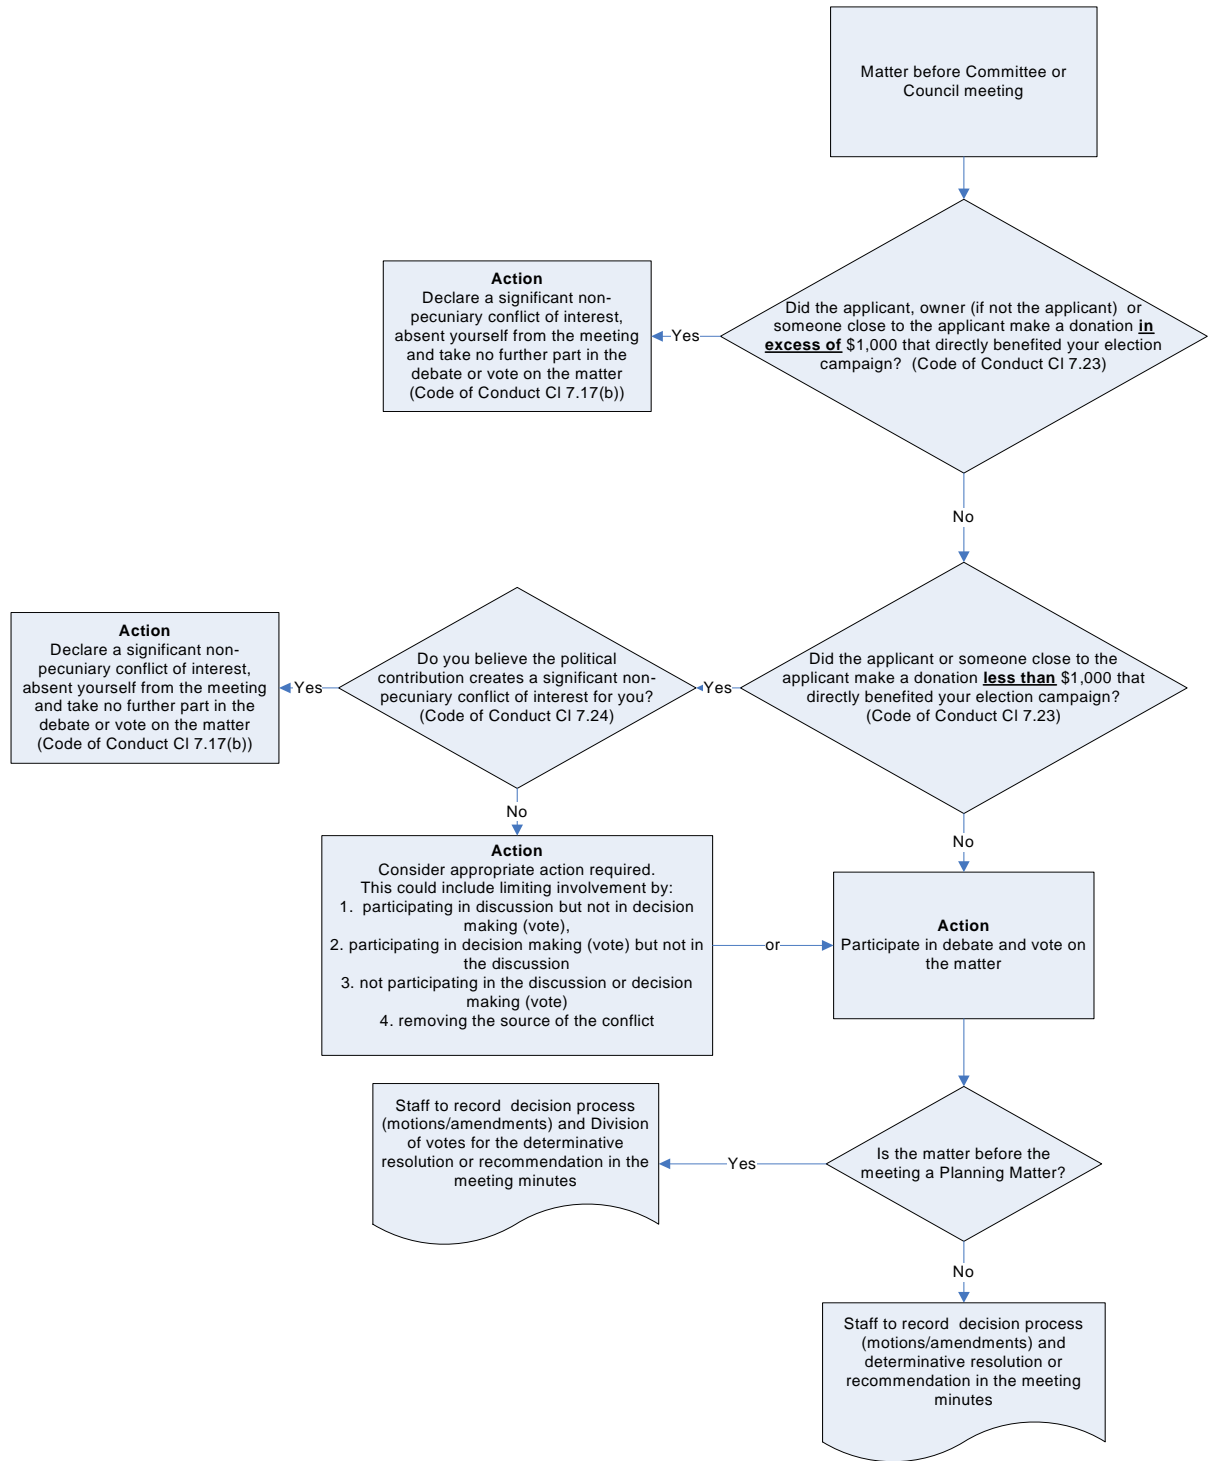 Matter before Committee or
Council meeting
Did the applicant, owner (if not the applicant)  or
someone close to the applicant make a donation in
excess of $1,000 that directly benefited your election
campaign?  (Code of Conduct Cl 7.23)
Yes
Action
Declare a significant non-
pecuniary conflict of interest,
absent yourself from the meeting
and take no further part in the
debate or vote on the matter
(Code of Conduct Cl 7.17(b))
No
Did the applicant or someone close to the
applicant make a donation less than $1,000 that
directly benefited your election campaign?
(Code of Conduct Cl 7.23)
Yes
Do you believe the political
contribution creates a significant non-
pecuniary conflict of interest for you?
(Code of Conduct Cl 7.24)
Yes
Action
Declare a significant non-
pecuniary conflict of interest,
absent yourself from the meeting
and take no further part in the
debate or vote on the matter
(Code of Conduct Cl 7.17(b))
No
Action
Consider appropriate action required.
This could include limiting involvement by:
1.  participating in discussion but not in decision
making (vote),
2. participating in decision making (vote) but not in
the discussion
3. not participating in the discussion or decision
making (vote)
4. removing the source of the conflict
or
No
Action
Participate in debate and vote on
the matter
Is the matter before the
meeting a Planning Matter?
Yes
Staff to record  decision process
(motions/amendments) and Division
of votes for the determinative
resolution or recommendation in the
meeting minutes
No
Staff to record  decision process
(motions/amendments) and
determinative resolution or
recommendation in the meeting
minutes